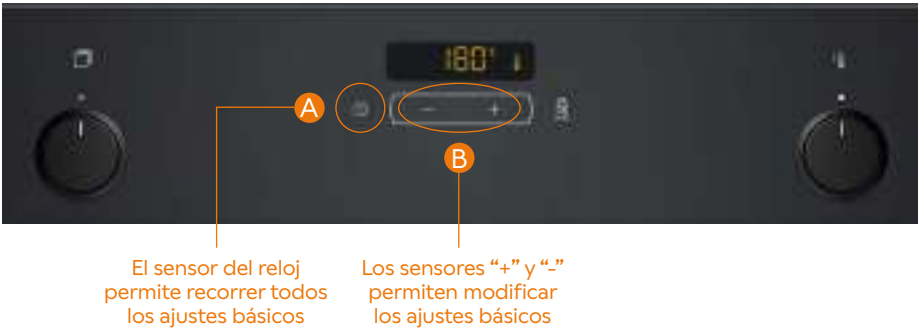 180°
A
- +
B
El sensor del reloj
permite recorrer todos
los ajustes básicos
Los sensores “+” y “-”
permiten modificar
los ajustes básicos